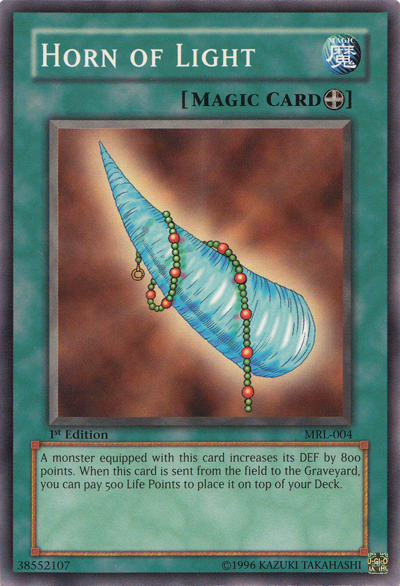 HORN OF LIGHT
MAGIC
魔
[MAGIC CARD]
1st Edition
MRL-004
A monster equipped with this card increases its DEF by 800
points. When this card is sent from the field to the Graveyard,
you can pay 500 Life Points to place it on top of your Deck.
38552107
©1996 KAZUKI TAKAHASHI